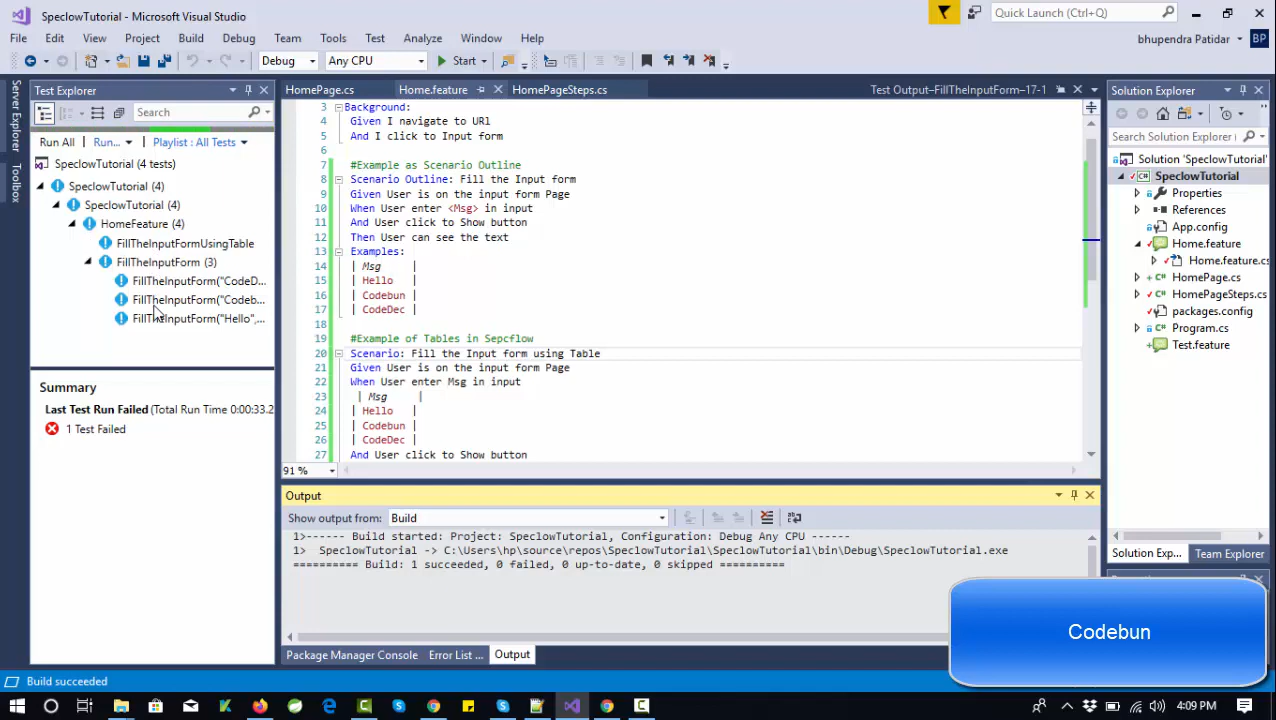 SpeclowTutorial - Microsoft Visual Studio
Quick Launch (Ctrl+Q)
File Edit View Project Build Debug Team Tools Test Analyze Window Help
bhupendra Patidar BP
Debug Any CPU Start
Server Explorer
Toolbox
Test Explorer
Search
Run All Run... Playlist : All Tests
SpeclowTutorial (4 tests)
SpeclowTutorial (4)
SpeclowTutorial (4)
HomeFeature (4)
FillTheInputFormUsingTable
FillTheInputForm (3)
FillTheInputForm("CodeD...
FillTheInputForm("Codeb...
FillTheInputForm("Hello",...
Summary
Last Test Run Failed (Total Run Time 0:00:33.2
1 Test Failed
HomePage.cs Home.feature HomePageSteps.cs Test Output–FillTheInputForm–17-1
3 Background:
4 Given I navigate to URl
5 And I click to Input form
6
7 #Example as Scenario Outline
8 Scenario Outline: Fill the Input form
9 Given User is on the input form Page
10 When User enter <Msg> in input
11 And User click to Show button
12 Then User can see the text
13 Examples:
14 | Msg |
15 | Hello |
16 | Codebun |
17 | CodeDec |
18
19 #Example of Tables in Sepcflow
20 Scenario: Fill the Input form using Table
21 Given User is on the input form Page
22 When User enter Msg in input
23 | Msg |
24 | Hello |
25 | Codebun |
26 | CodeDec |
27 And User click to Show button
91 %
Output
Show output from: Build
1>------ Build started: Project: SpeclowTutorial, Configuration: Debug Any CPU ------
1> SpeclowTutorial -> C:\Users\hp\source\repos\SpeclowTutorial\SpeclowTutorial\bin\Debug\SpeclowTutorial.exe
========== Build: 1 succeeded, 0 failed, 0 up-to-date, 0 skipped ==========
Package Manager Console Error List ... Output
Solution Explorer
Search Solution Explorer
Solution 'SpeclowTutorial'
SpeclowTutorial
Properties
References
App.config
Home.feature
Home.feature.cs
HomePage.cs
HomePageSteps.cs
packages.config
Program.cs
Test.feature
Solution Exp... Team Explorer
Codebun
Build succeeded
4:09 PM